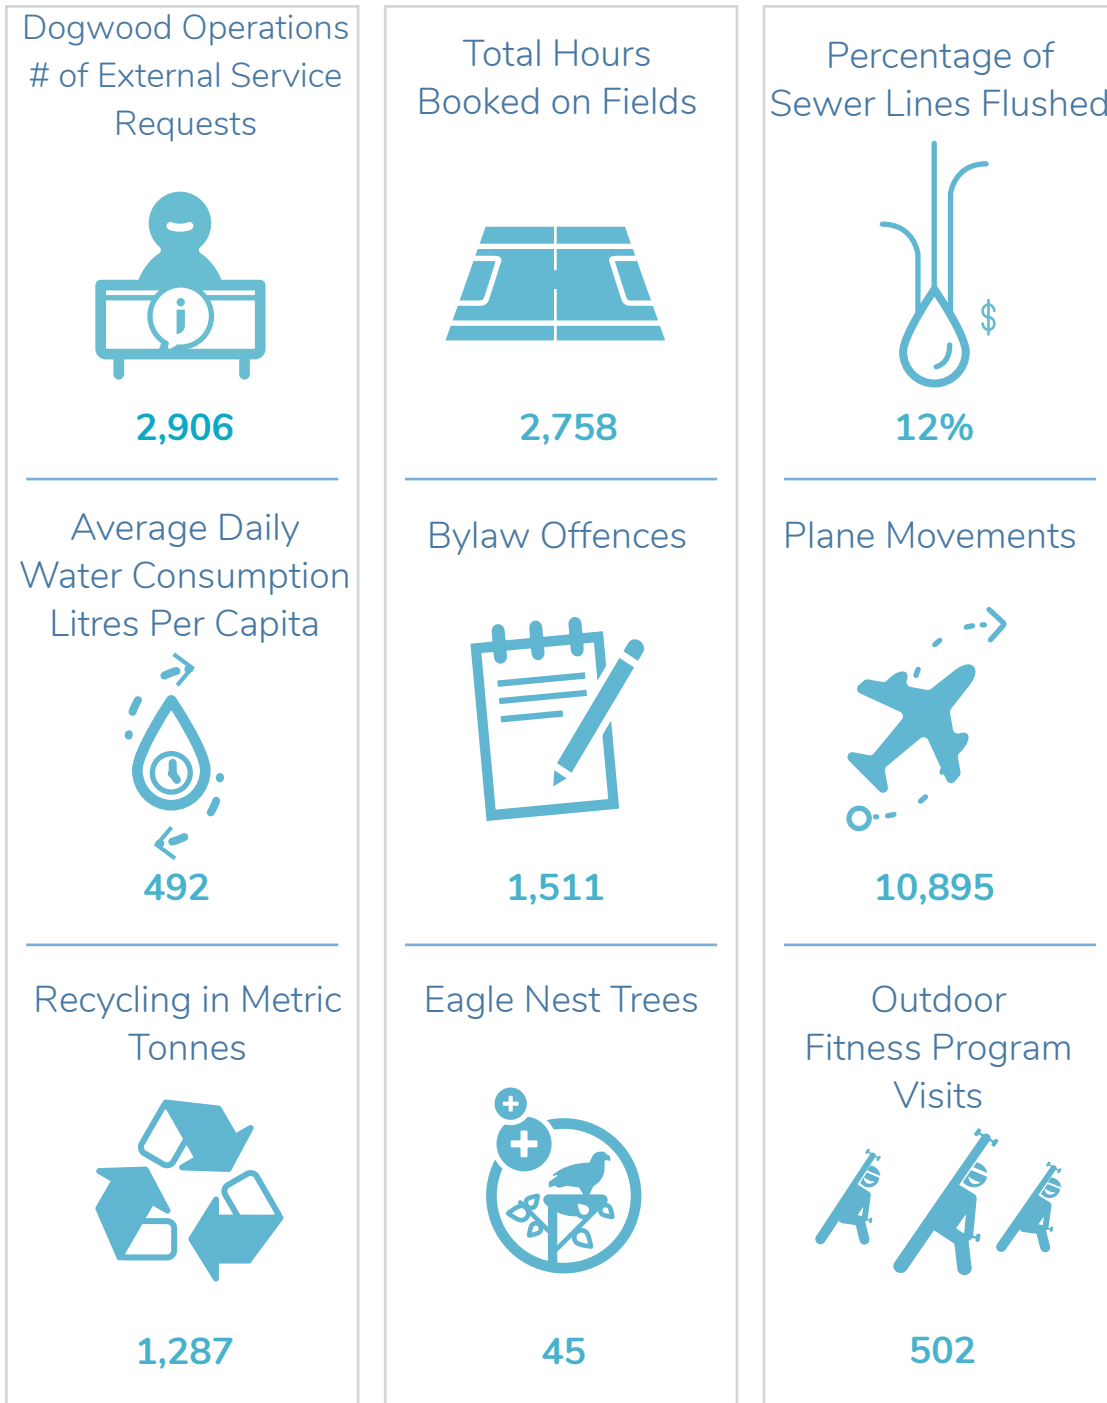 Dogwood Operations
# of External Service
Requests
2,906
Total Hours
Booked on Fields
2,758
Percentage of
Sewer Lines Flushed
$
12%
Average Daily
Water Consumption
Litres Per Capita
492
Bylaw Offences
1,511
Plane Movements
10,895
Recycling in Metric
Tonnes
1,287
Eagle Nest Trees
45
Outdoor
Fitness Program
Visits
502